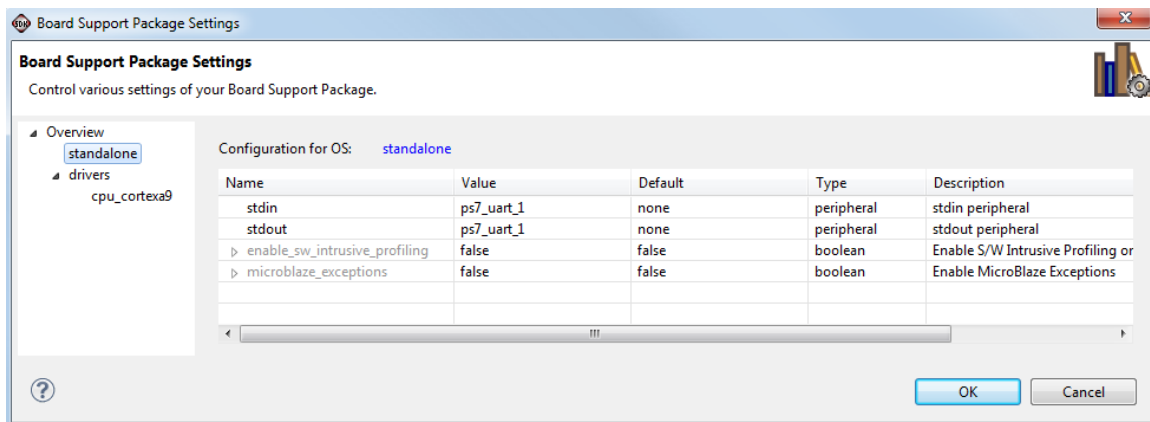 Board Support Package Settings
Board Support Package Settings
Control various settings of your Board Support Package.
Overview
standalone
drivers
cpu_cortexa9
Configuration for OS: standalone
Name Value Default Type Description
stdin ps7_uart_1 none peripheral stdin peripheral
stdout ps7_uart_1 none peripheral stdout peripheral
enable_sw_intrusive_profiling false false boolean Enable S/W Intrusive Profiling or
microblaze_exceptions false false boolean Enable MicroBlaze Exceptions
OK Cancel